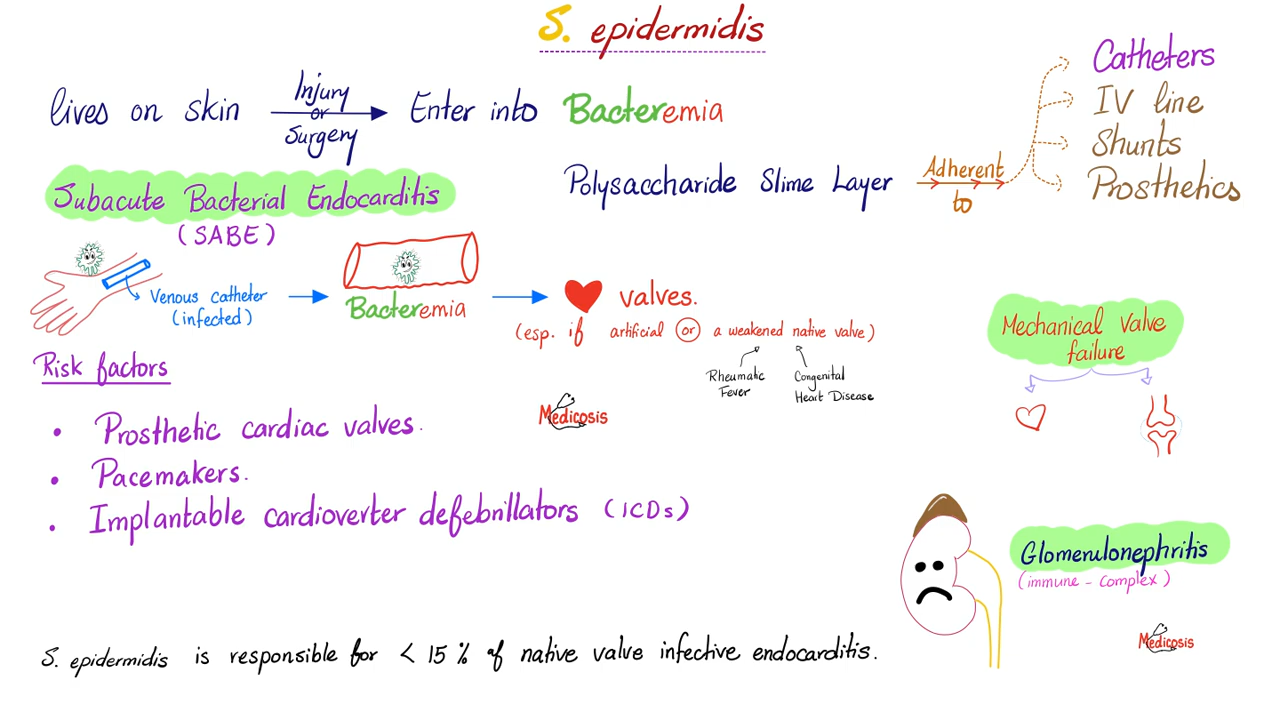 S. epidermidis
lives on skin
Injury
or
Surgery
Enter into Bacteremia
Polysaccharide Slime Layer
Adherent
to
Catheters
IV line
Shunts
Prosthetics
Subacute Bacterial Endocarditis
(SABE)
Venous catheter
(infected)
Bacteremia
valves.
(esp. if artificial or a weakened native valve)
Rheumatic
Fever
Congenital
Heart Disease
Mechanical Valve
failure
Risk factors
• Prosthetic cardiac valves.
• Pacemakers.
• Implantable cardioverter defebrillators (ICDs)
Medicosis
Glomerulonephritis
(immune - complex)
Medicosis
S. epidermidis is responsible for < 15 % of native valve infective endocarditis.